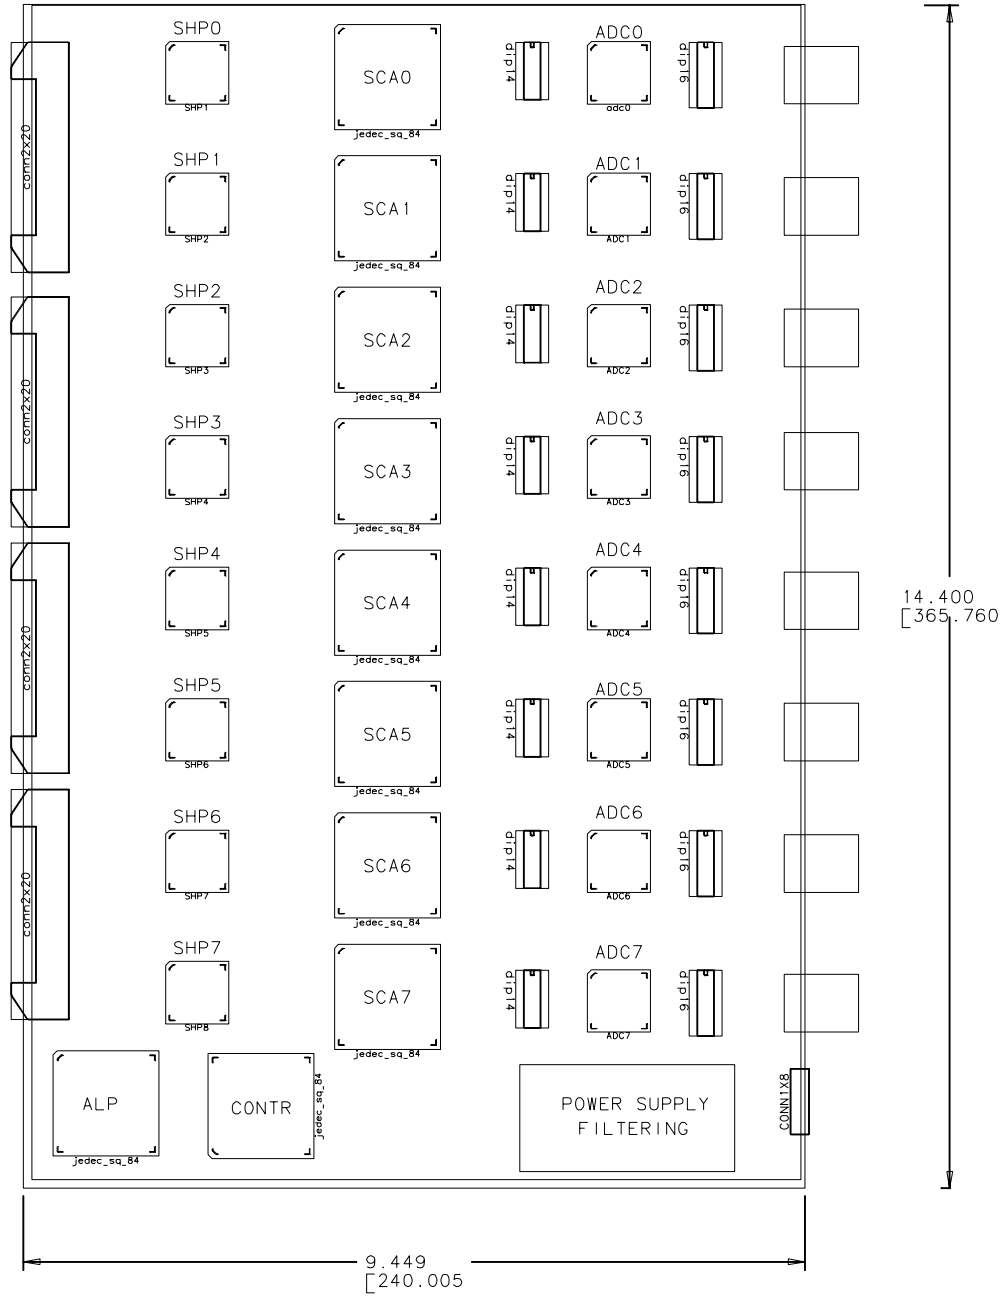 SHP0
SCA0
dip14
ADC0
dip16
SHP1
adc0
jedec_sq_84
conn2x20
SHP1
SCA1
dip14
ADC1
dip16
SHP2
ADC1
jedec_sq_84
SHP2
SCA2
dip14
ADC2
dip16
SHP3
ADC2
jedec_sq_84
conn2x20
SHP3
SCA3
dip14
ADC3
dip16
SHP4
ADC3
jedec_sq_84
SHP4
SCA4
dip14
ADC4
dip16
14.400
[365.760
SHP5
ADC4
jedec_sq_84
conn2x20
SHP5
SCA5
dip14
ADC5
dip16
SHP6
ADC5
jedec_sq_84
SHP6
SCA6
dip14
ADC6
dip16
SHP7
ADC6
jedec_sq_84
conn2x20
SHP7
SCA7
dip14
ADC7
dip16
SHP8
ADC7
jedec_sq_84
ALP
jedec_sq_84
CONTR
jedec_sq_84
POWER SUPPLY
FILTERING
CONN1X8
9.449
[240.005